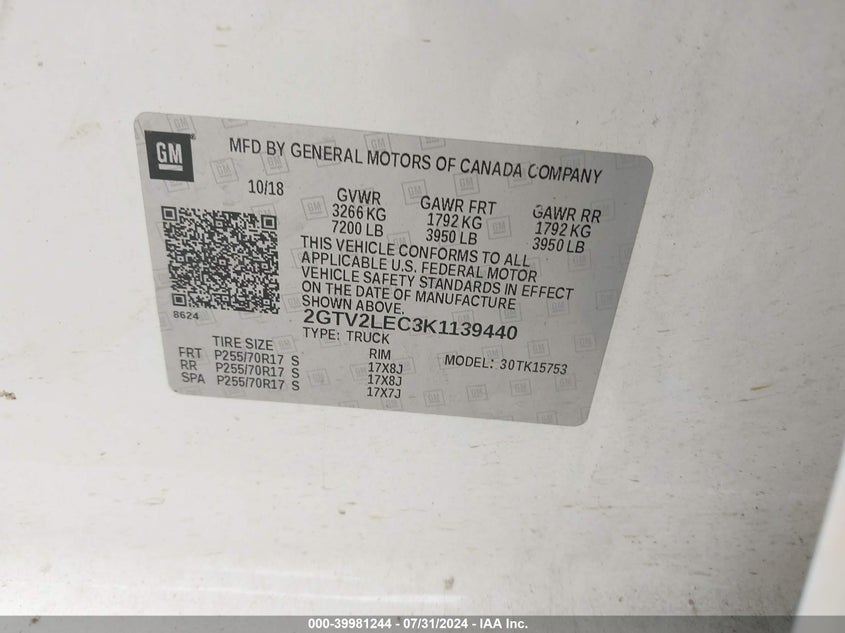 GM
MFD BY GENERAL MOTORS OF CANADA COMPANY
10/18
GVWR GAWR FRT GAWR RR
3266 KG 1792 KG 1792 KG
7200 LB 3950 LB 3950 LB
THIS VEHICLE CONFORMS TO ALL
APPLICABLE U.S. FEDERAL MOTOR
VEHICLE SAFETY STANDARDS IN EFFECT
ON THE DATE OF MANUFACTURE
SHOWN ABOVE.
8624
2GTV2LEC3K1139440
TYPE: TRUCK
TIRE SIZE RIM MODEL: 30TK15753
FRT P255/70R17 S 17X8J
RR P255/70R17 S 17X8J
SPA P255/70R17 S 17X7J
000-39981244 - 07/31/2024 - IAA Inc.